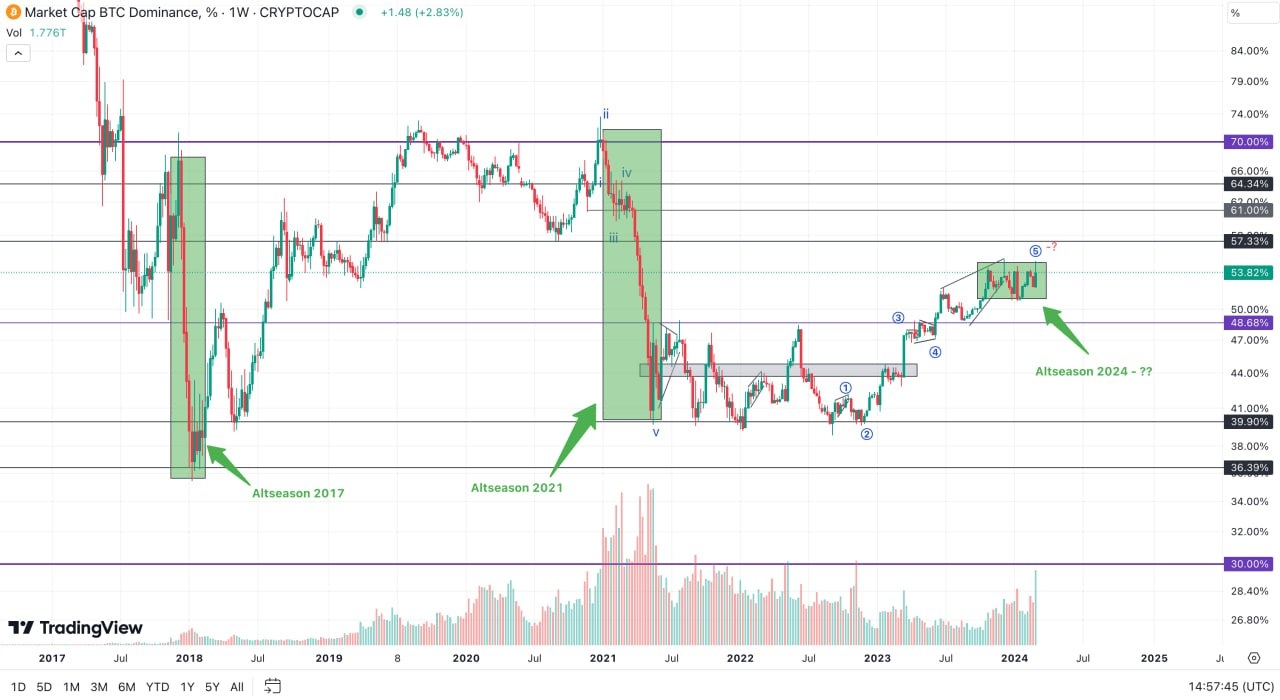 Market Cap BTC Dominance, % · 1W · CRYPTOCAP +1.48 (+2.83%)
Vol 1.776T
%
84.00%
79.00%
74.00%
70.00%
66.00%
64.34%
62.00%
61.00%
57.33%
53.82%
50.00%
48.68%
47.00%
44.00%
41.00%
39.90%
38.00%
36.39%
34.00%
32.00%
30.00%
28.40%
26.80%
ii
i
iv
iii
v
1
2
3
4
5 -?
Altseason 2017
Altseason 2021
Altseason 2024 - ??
TradingView
2017 Jul 2018 Jul 2019 8 2020 Jul 2021 Jul 2022 Jul 2023 Jul 2024 Jul 2025
1D 5D 1M 3M 6M YTD 1Y 5Y All 14:57:45 (UTC)